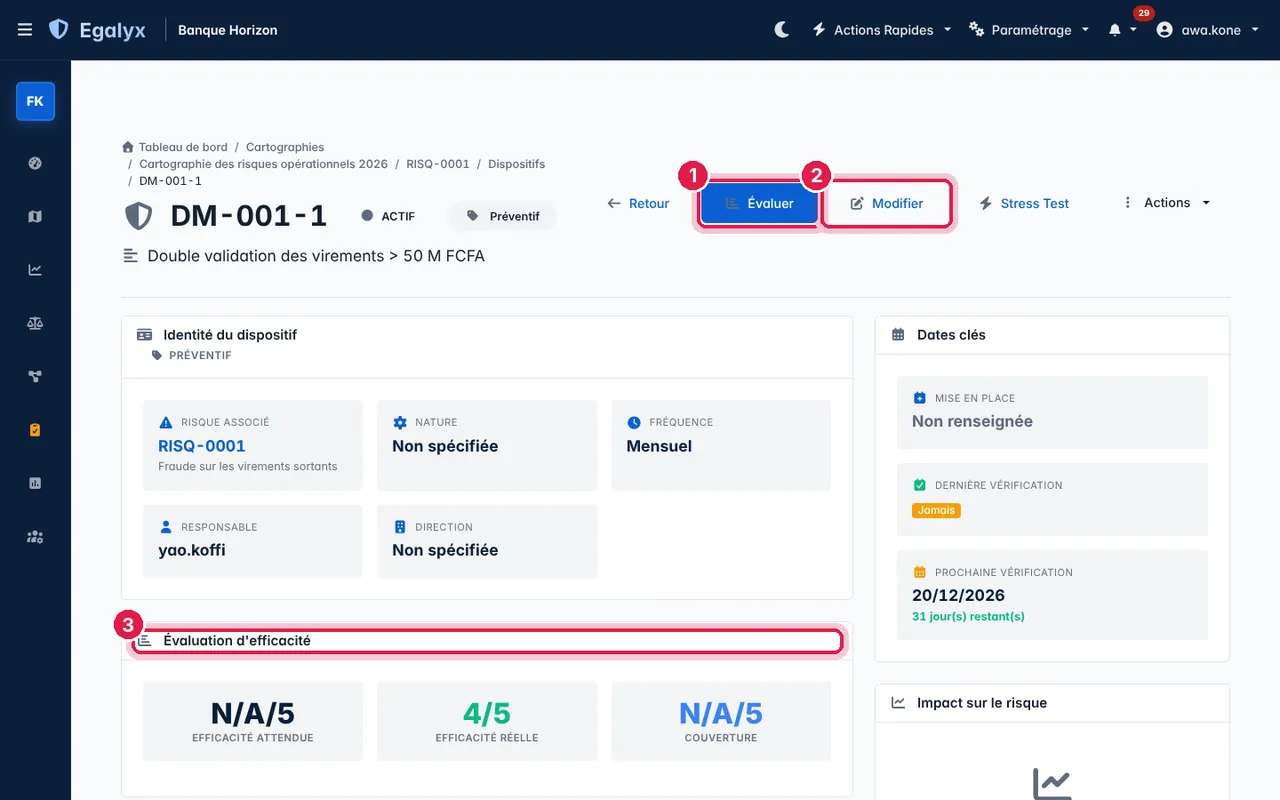 Egalyx
Banque Horizon
Actions Rapides
Paramétrage
29
awa.kone
FK
Tableau de bord / Cartographies
/ Cartographie des risques opérationnels 2026 / RISQ-0001 / Dispositifs
/ DM-001-1
DM-001-1
ACTIF
Préventif
Double validation des virements > 50 M FCFA
Retour
1
Évaluer
2
Modifier
Stress Test
Actions
Identité du dispositif
PRÉVENTIF
RISQUE ASSOCIÉ
RISQ-0001
Fraude sur les virements sortants
NATURE
Non spécifiée
FRÉQUENCE
Mensuel
RESPONSABLE
yao.koffi
DIRECTION
Non spécifiée
3
Évaluation d'efficacité
N/A/5
EFFICACITÉ ATTENDUE
4/5
EFFICACITÉ RÉELLE
N/A/5
COUVERTURE
Dates clés
MISE EN PLACE
Non renseignée
DERNIÈRE VÉRIFICATION
Jamais
PROCHAINE VÉRIFICATION
20/12/2026
31 jour(s) restant(s)
Impact sur le risque